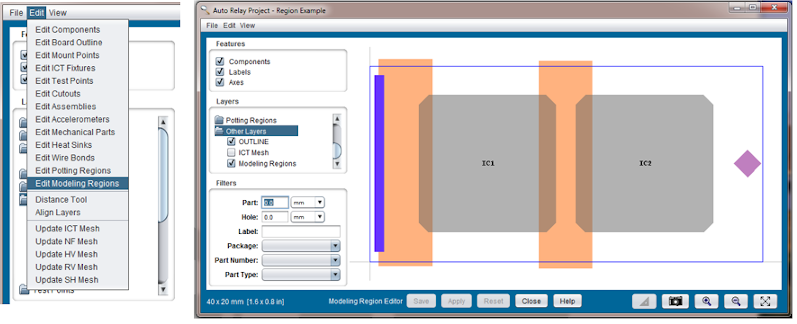 File Edit View
Edit Components
Edit Board Outline
Edit Mount Points
Edit ICT Fixtures
Edit Test Points
Edit Cutouts
Edit Assemblies
Edit Accelerometers
Edit Mechanical Parts
Edit Heat Sinks
Edit Wire Bonds
Edit Potting Regions
Edit Modeling Regions
Distance Tool
Align Layers
Update ICT Mesh
Update NF Mesh
Update HV Mesh
Update RV Mesh
Update SH Mesh
Test Points
Auto Relay Project - Region Example
File Edit View
Features
Components
Labels
Axes
Layers
Potting Regions
Other Layers
OUTLINE
ICT Mesh
Modeling Regions
Filters
Part: 0.0 mm
Hole: 0.0 mm
Label:
Package:
Part Number:
Part Type:
IC1 IC2
40 x 20 mm [1.6 x 0.8 in] Modeling Region Editor Save Apply Reset Close Help